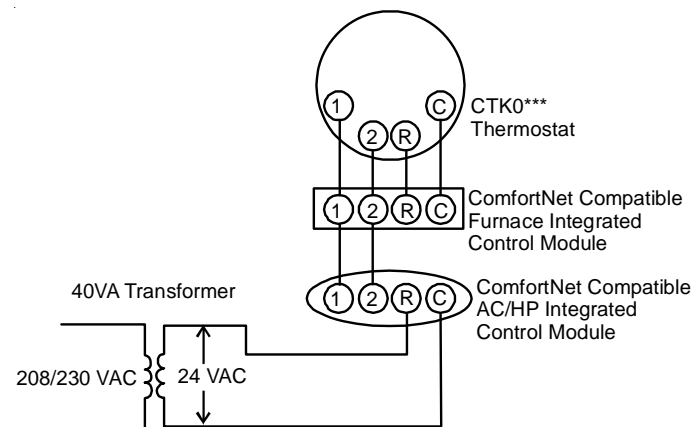 1 C
2 R
CTK0***
Thermostat
1 2 R C
ComfortNet Compatible
Furnace Integrated
Control Module
1 2 R C
ComfortNet Compatible
AC/HP Integrated
Control Module
40VA Transformer
208/230 VAC
24 VAC